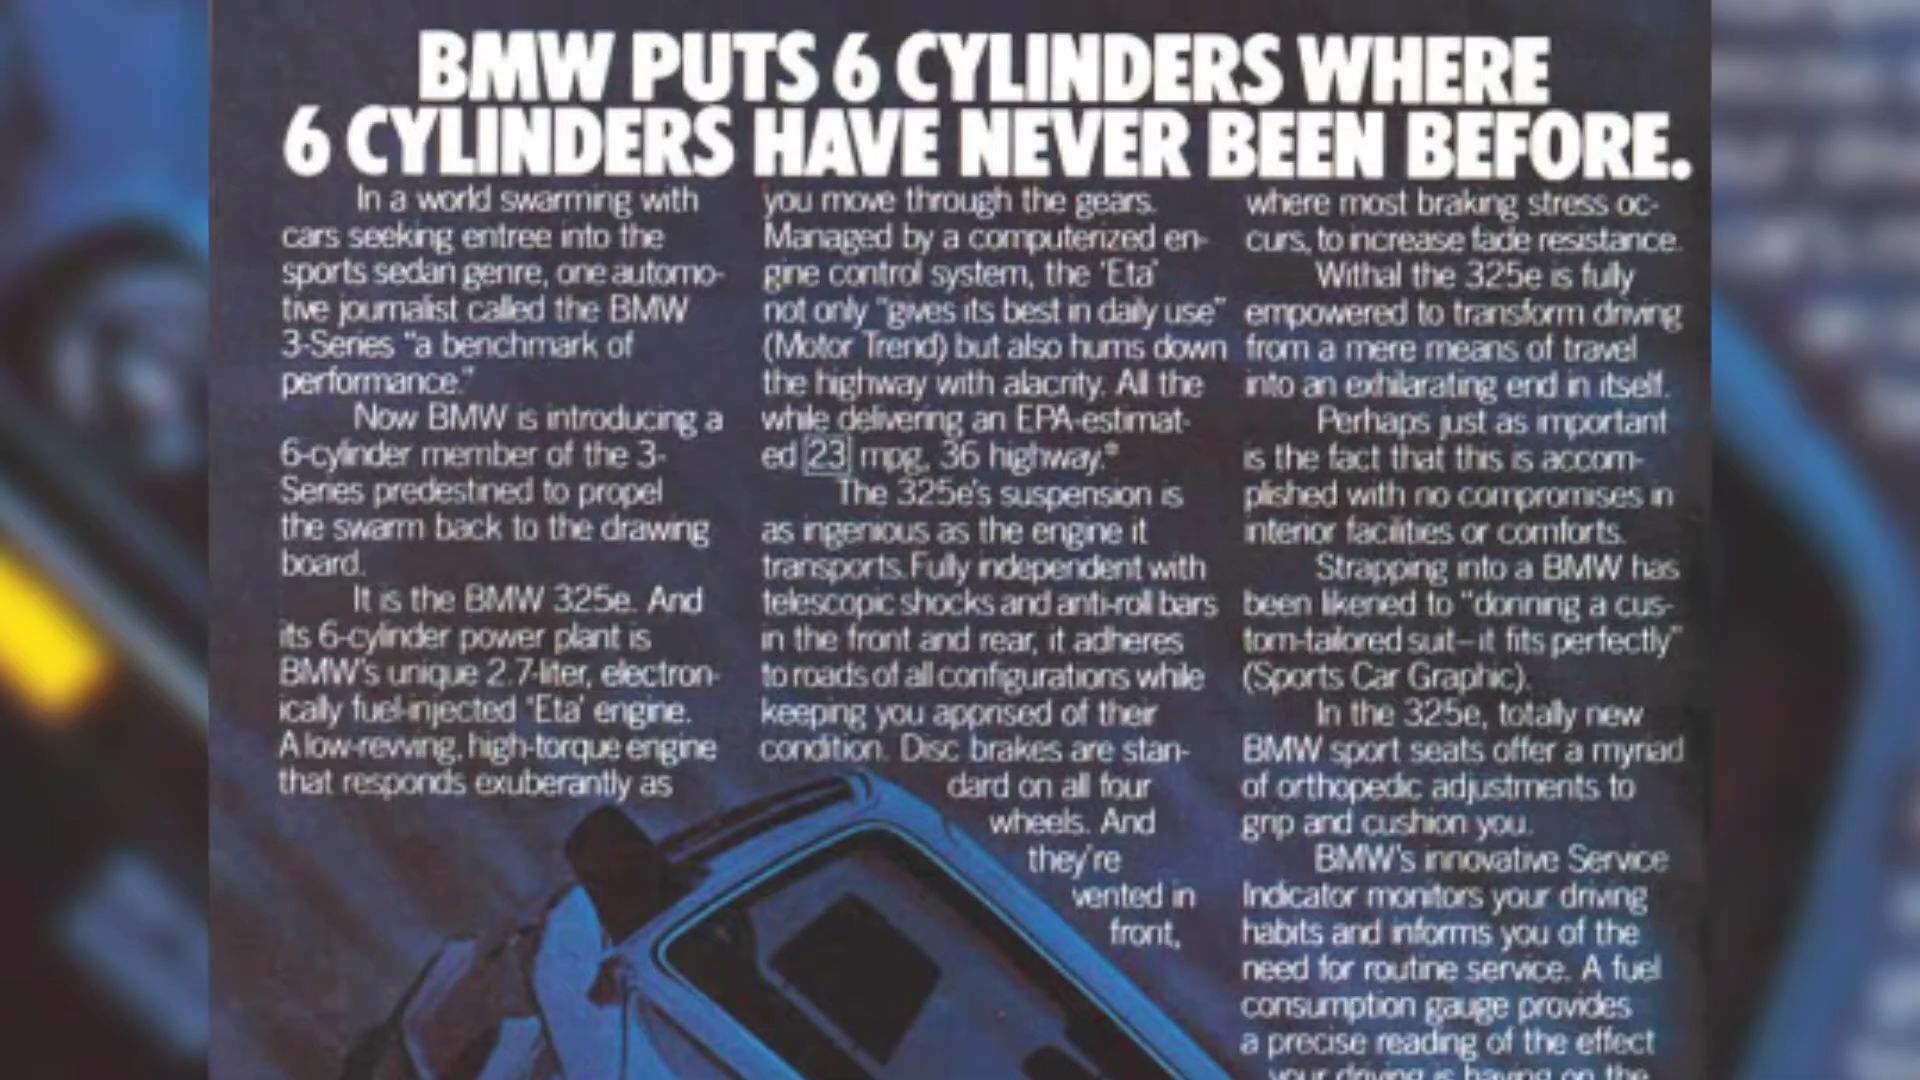 BMW PUTS 6 CYLINDERS WHERE
6 CYLINDERS HAVE NEVER BEEN BEFORE.
In a world swarming with
cars seeking entree into the
sports sedan genre, one automo-
tive journalist called the BMW
3-Series "a benchmark of
performance."
Now BMW is introducing a
6-cylinder member of the 3-
Series predestined to propel
the swarm back to the drawing
board.
It is the BMW 325e. And
its 6-cylinder power plant is
BMW's unique 2.7-liter, electron-
ically fuel-injected 'Eta' engine.
A low-revving, high-torque engine
that responds exuberantly as
you move through the gears.
Managed by a computerized en-
gine control system, the 'Eta'
not only "gives its best in daily use"
(Motor Trend) but also hums down
the highway with alacrity. All the
while delivering an EPA-estimat-
ed 23 mpg, 36 highway.*
The 325e's suspension is
as ingenious as the engine it
transports. Fully independent with
telescopic shocks and anti-roll bars
in the front and rear, it adheres
to roads of all configurations while
keeping you apprised of their
condition. Disc brakes are stan-
dard on all four
wheels. And
they're
vented in
front,
where most braking stress oc-
curs, to increase fade resistance.
Withal the 325e is fully
empowered to transform driving
from a mere means of travel
into an exhilarating end in itself.
Perhaps just as important
is the fact that this is accom-
plished with no compromises in
interior facilities or comforts.
Strapping into a BMW has
been likened to "donning a cus-
tom-tailored suit–it fits perfectly"
(Sports Car Graphic).
In the 325e, totally new
BMW sport seats offer a myriad
of orthopedic adjustments to
grip and cushion you.
BMW's innovative Service
Indicator monitors your driving
habits and informs you of the
need for routine service. A fuel
consumption gauge provides
a precise reading of the effect
your driving is having on the